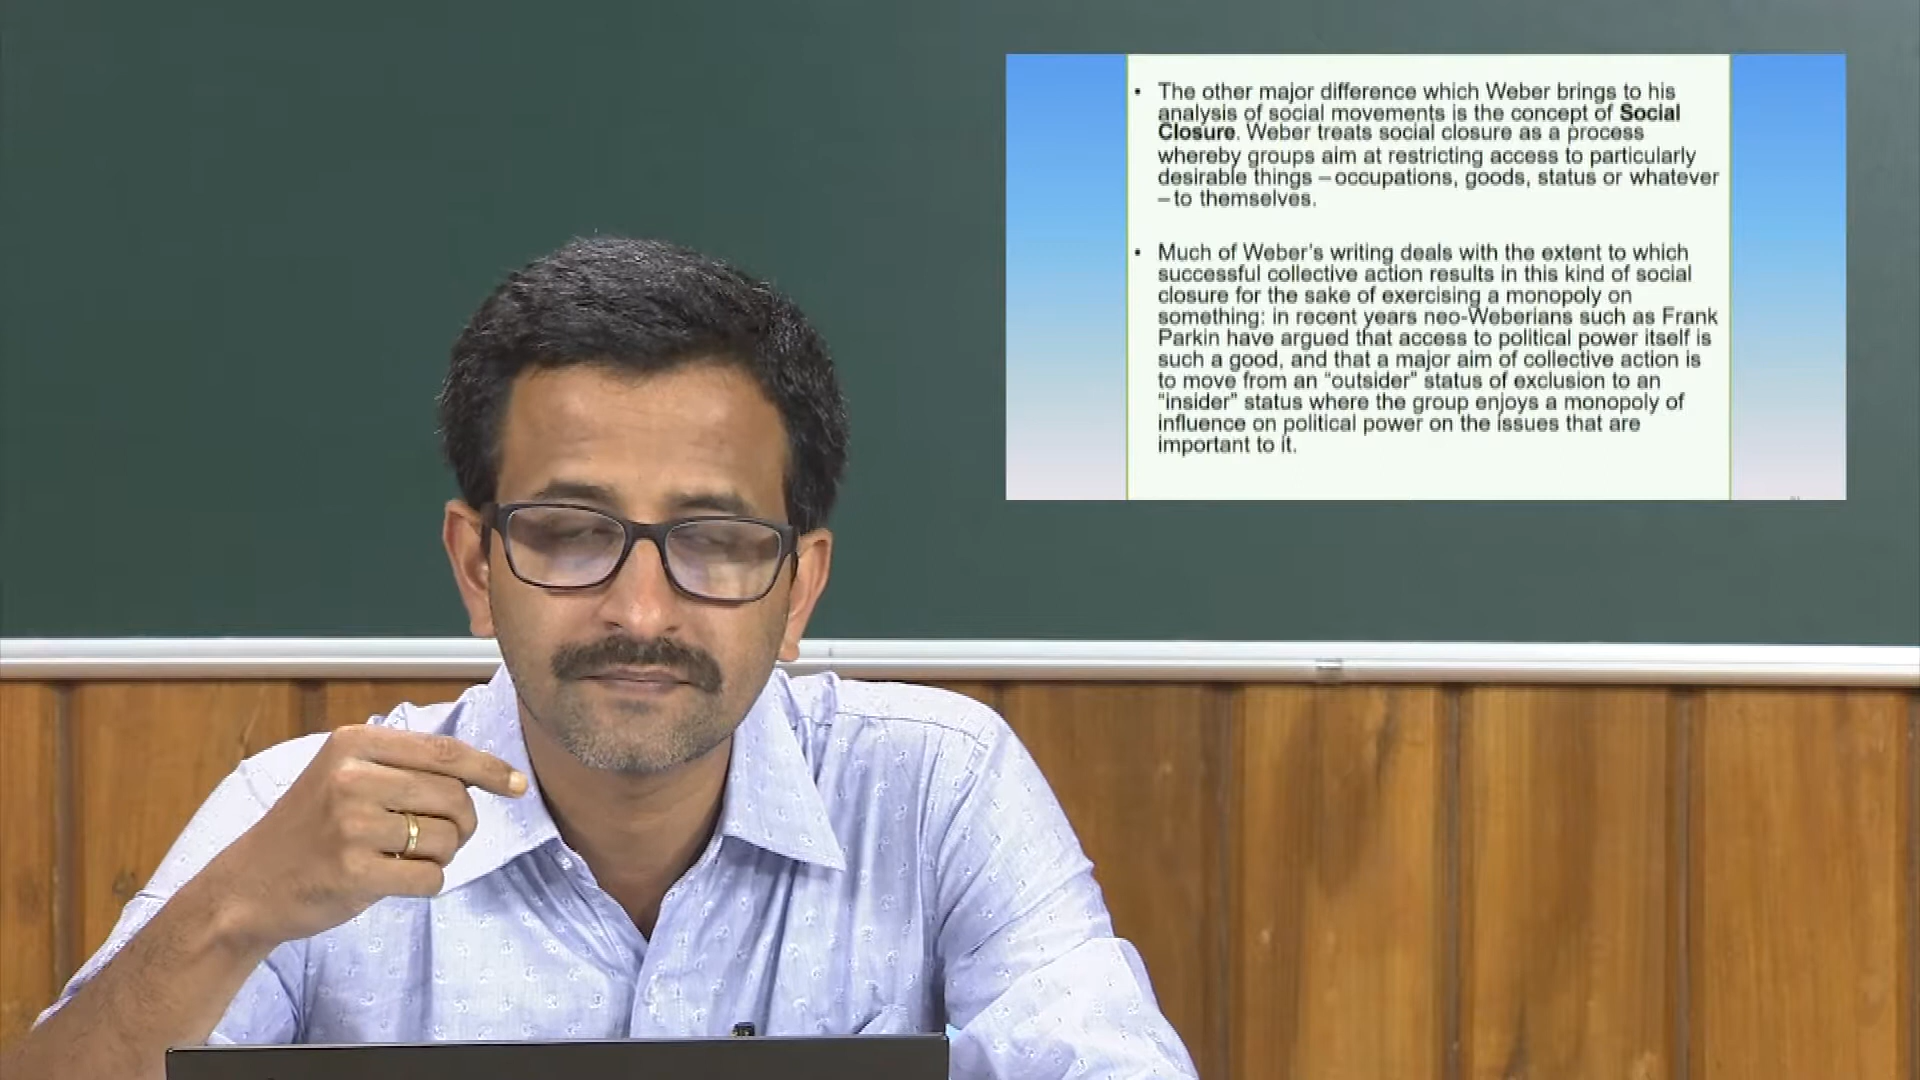 • The other major difference which Weber brings to his
analysis of social movements is the concept of Social
Closure. Weber treats social closure as a process
whereby groups aim at restricting access to particularly
desirable things – occupations, goods, status or whatever
– to themselves.
• Much of Weber's writing deals with the extent to which
successful collective action results in this kind of social
closure for the sake of exercising a monopoly on
something: in recent years neo-Weberians such as Frank
Parkin have argued that access to political power itself is
such a good, and that a major aim of collective action is
to move from an "outsider" status of exclusion to an
"insider" status where the group enjoys a monopoly of
influence on political power on the issues that are
important to it.